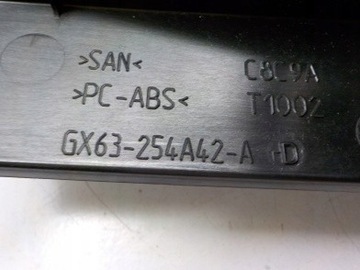 >SAN< C8C9A
>PC-ABS< T1002
GX63-254A42-A -D